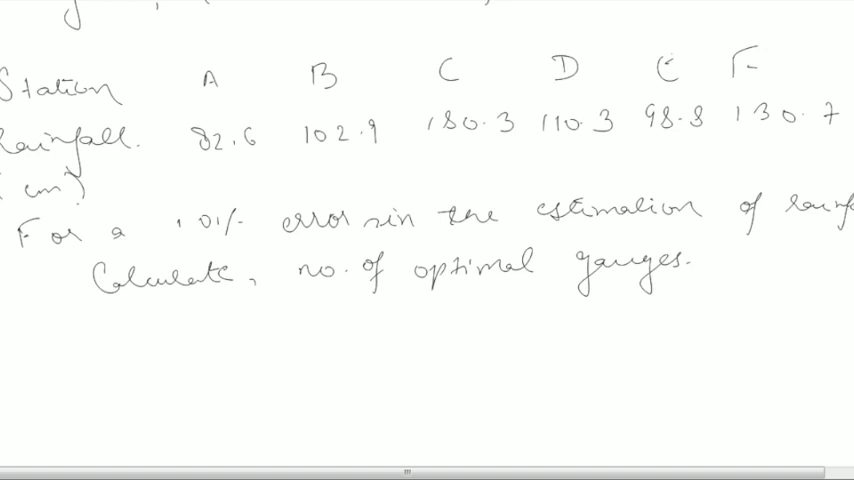 Station A B C D E F
Rainfall. 82.6 102.9 180.3 110.3 98.8 130.7
cm)
For a 10% error in the estimation of rainf
Calculate, no. of optimal gauges.